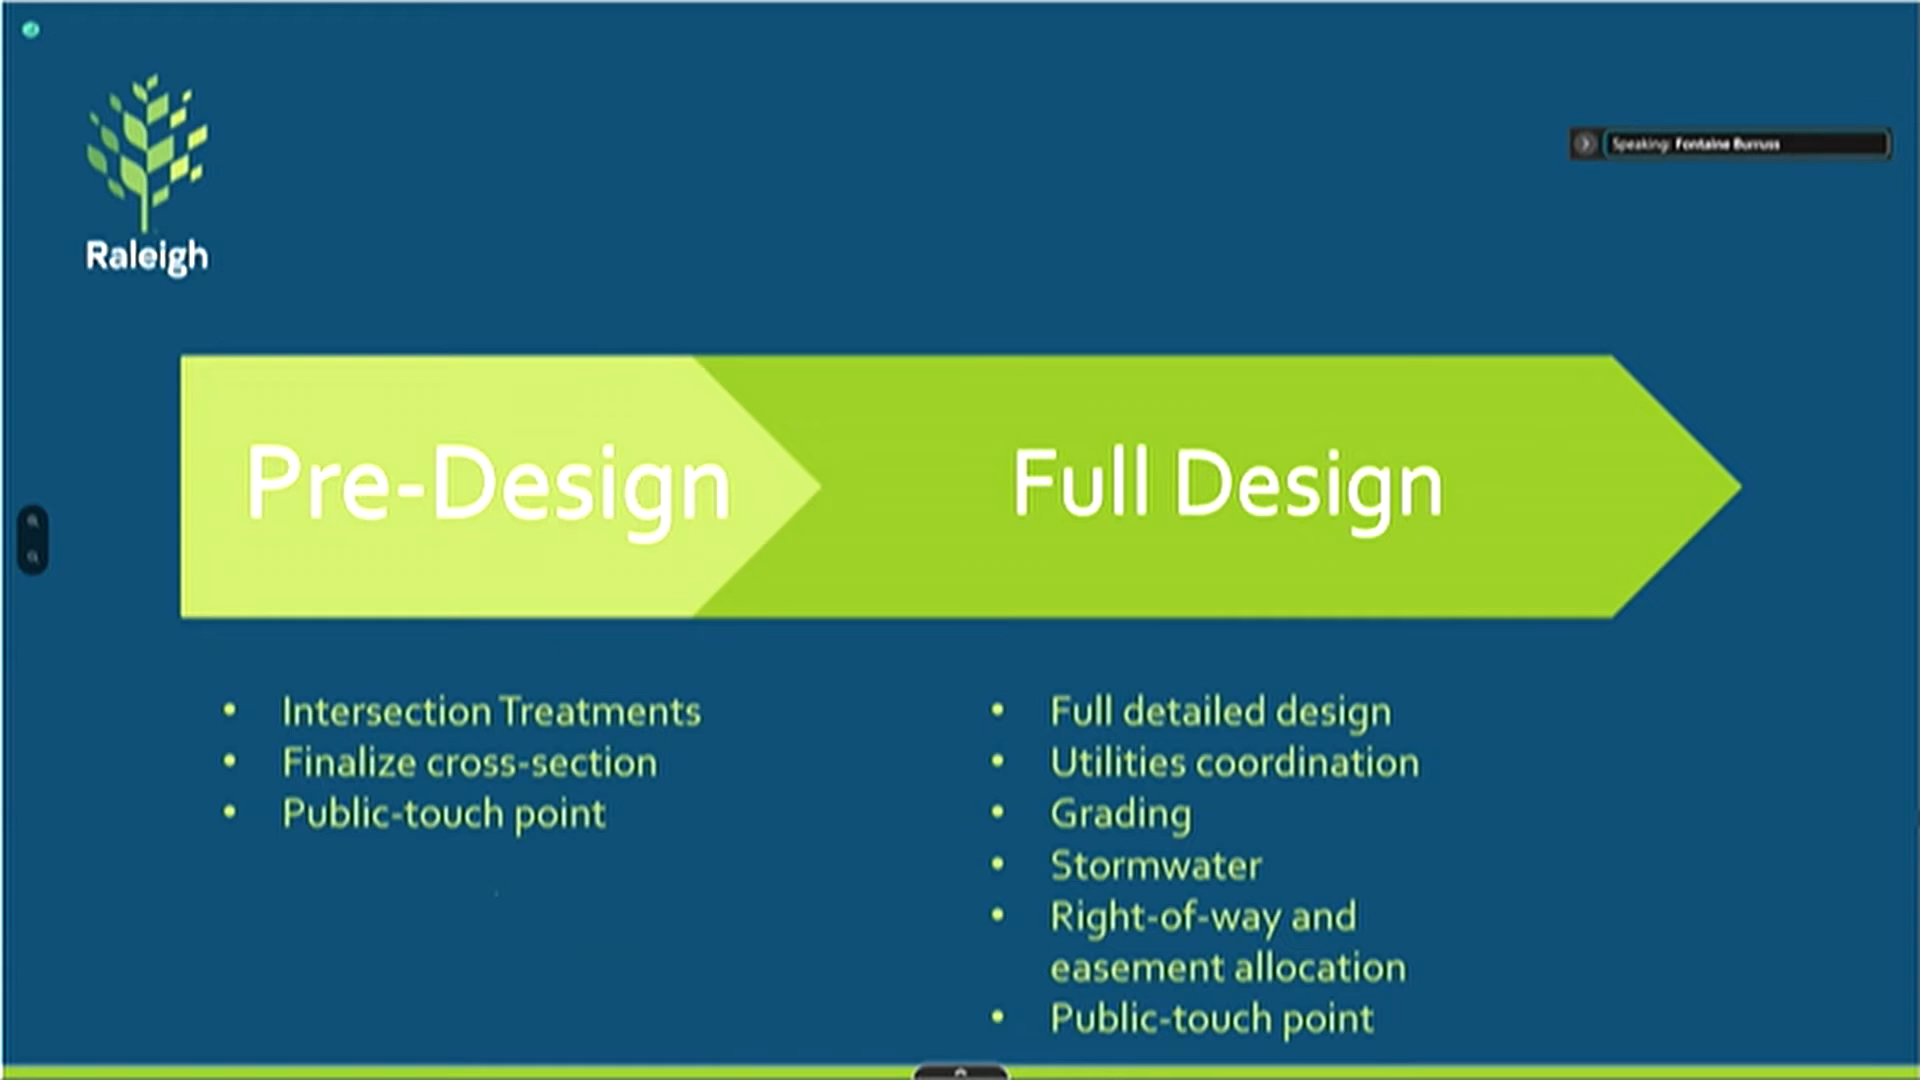 Raleigh
Speaking: Fontaine Burruss
Pre-Design
Full Design
• Intersection Treatments
• Finalize cross-section
• Public-touch point
• Full detailed design
• Utilities coordination
• Grading
• Stormwater
• Right-of-way and
easement allocation
• Public-touch point